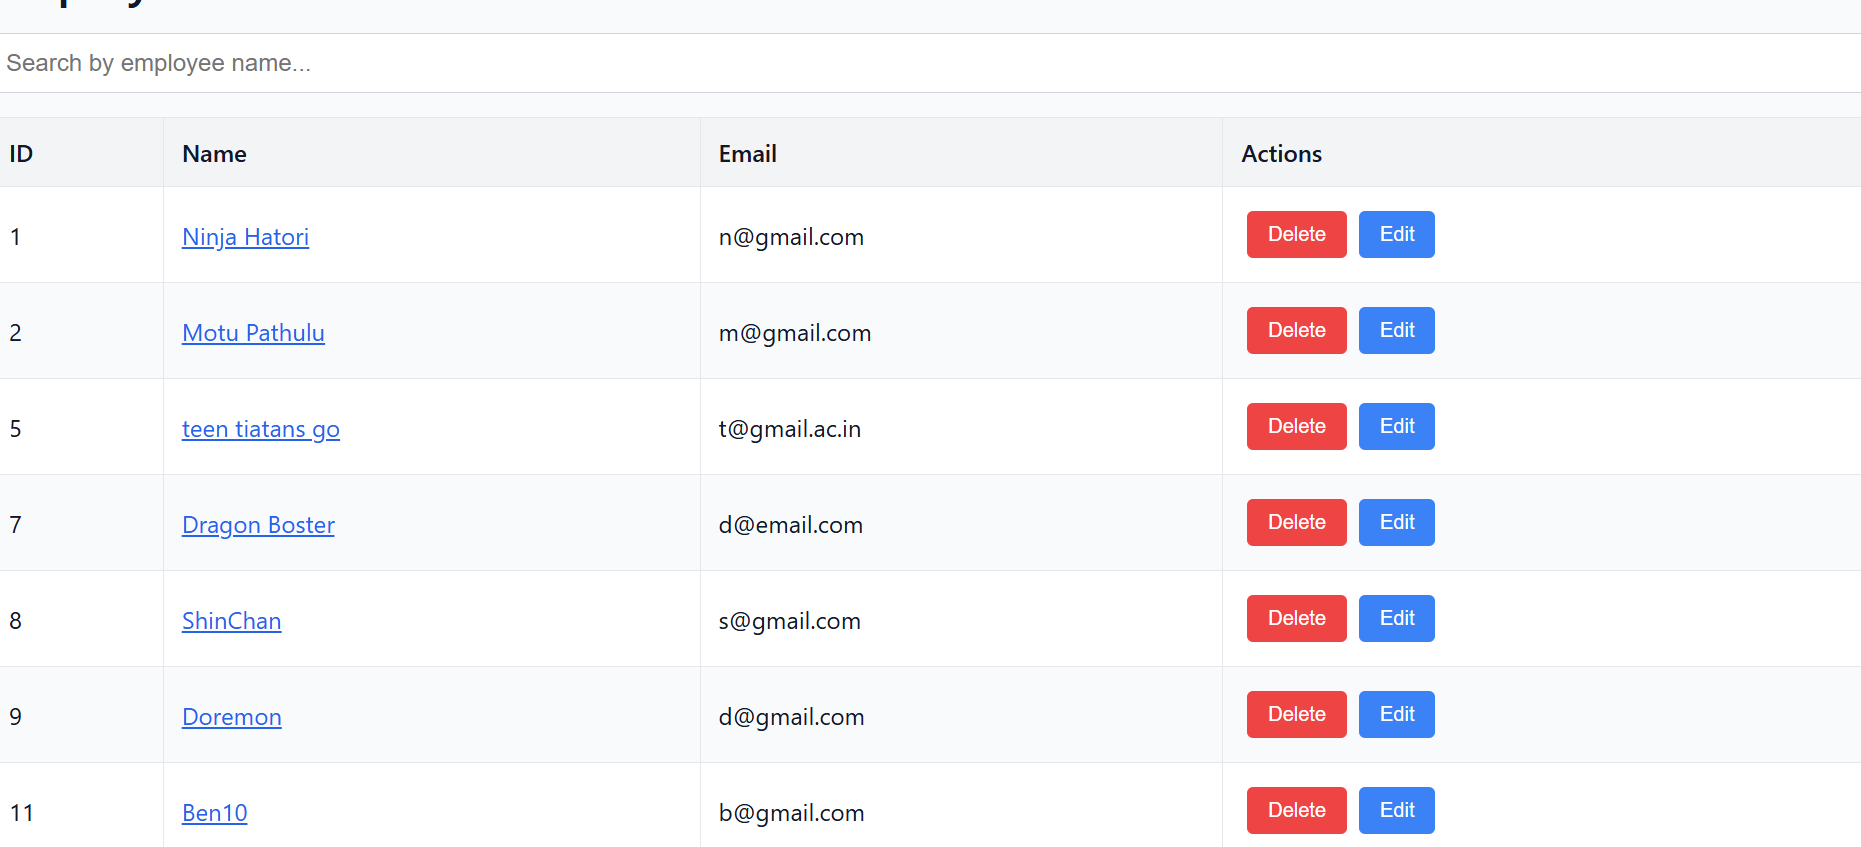 Search by employee name...
ID Name Email Actions
1 Ninja Hatori n@gmail.com Delete Edit
2 Motu Pathulu m@gmail.com Delete Edit
5 teen tiatans go t@gmail.ac.in Delete Edit
7 Dragon Boster d@email.com Delete Edit
8 ShinChan s@gmail.com Delete Edit
9 Doremon d@gmail.com Delete Edit
11 Ben10 b@gmail.com Delete Edit